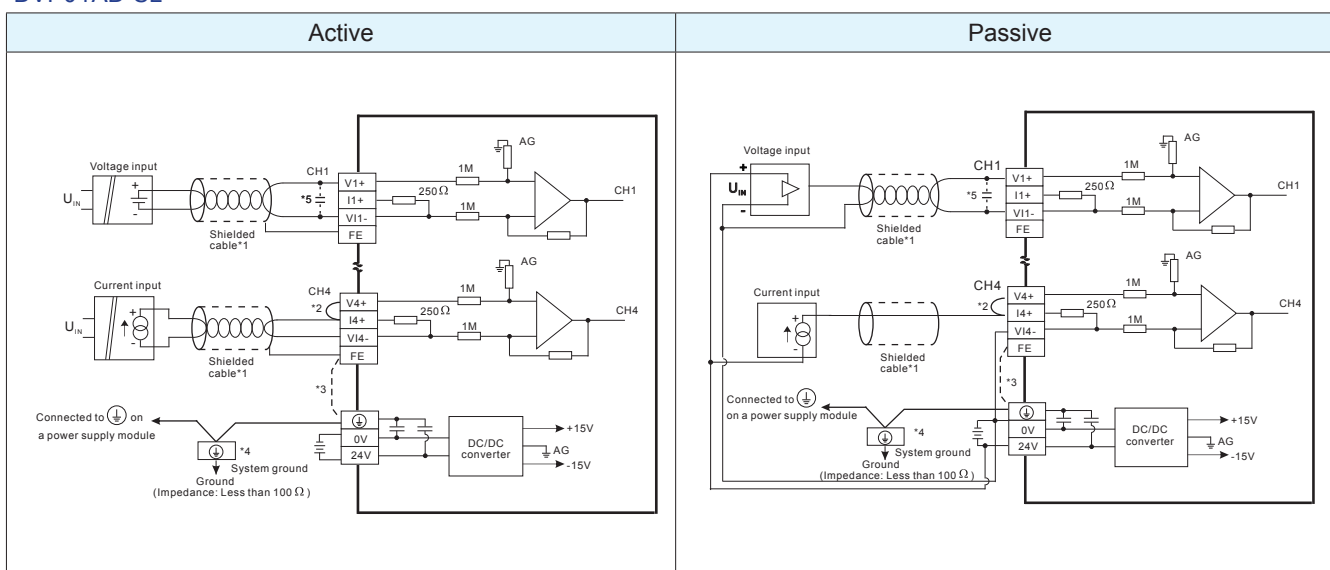 Active
Passive
Voltage input
U IN
+
-
Shielded
cable*1
CH1
*5
V1+
I1+
VI1-
FE
250Ω
1M
1M
AG
CH1
Current input
U IN
+
-
Shielded
cable*1
CH4
*2
V4+
I4+
VI4-
FE
250Ω
1M
1M
AG
CH4
*3
Connected to on
a power supply module
*4
System ground
Ground
(Impedance: Less than 100 Ω)
0V
24V
DC/DC
converter
+15V
AG
-15V
Voltage input
+
U IN
-
Shielded
cable*1
CH1
*5
V1+
I1+
VI1-
FE
250Ω
1M
1M
AG
CH1
Current input
+
-
Shielded
cable*1
CH4
*2
V4+
I4+
VI4-
FE
250Ω
1M
1M
AG
CH4
*3
Connected to
on a power supply module
*4
System ground
Ground
(Impedance: Less than 100 Ω)
0V
24V
DC/DC
converter
+15V
AG
-15V